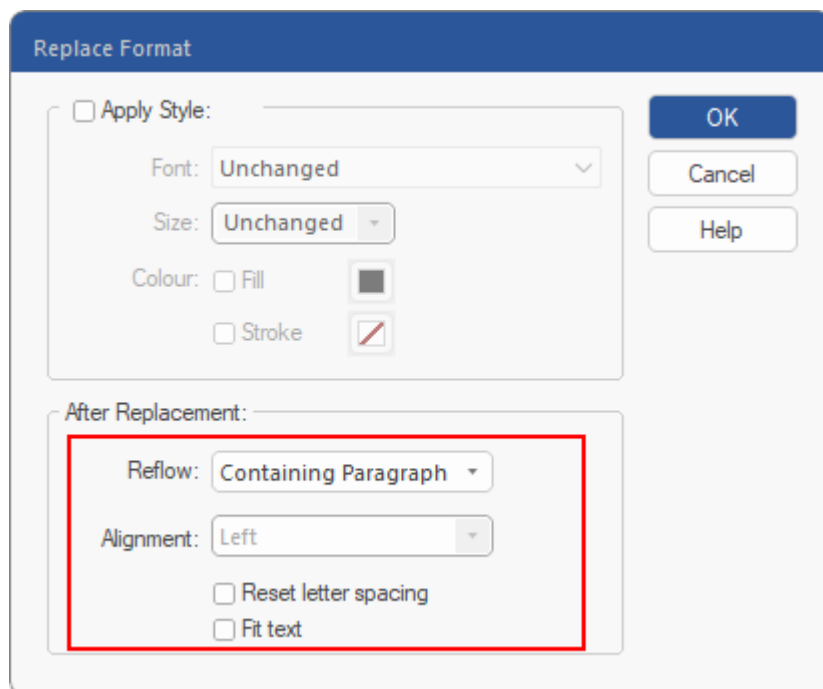 Replace Format
Apply Style:
OK
Font: Unchanged
Cancel
Size: Unchanged
Help
Colour: Fill
Stroke
After Replacement:
Reflow: Containing Paragraph
Alignment: Left
Reset letter spacing
Fit text